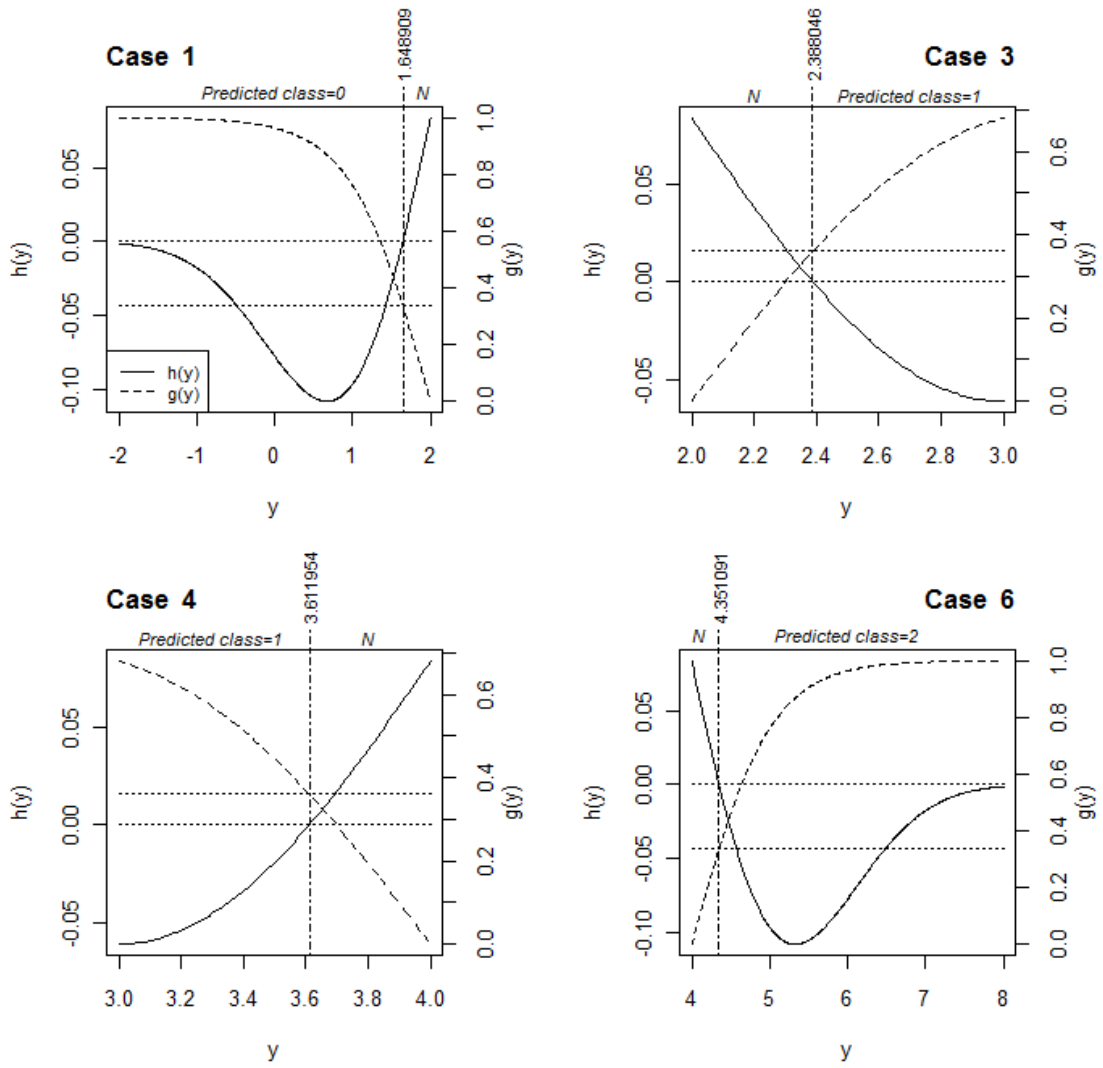 Case 1
1.648909
Predicted class=0
N
h(y)
0.05
0.00
-0.05
-0.10
1.0
0.8
0.6
0.4
0.2
0.0
g(y)
h(y)
g(y)
-2 -1 0 1 2
y
Case 3
2.388046
N
Predicted class=1
h(y)
0.05
0.00
-0.05
0.6
0.4
0.2
0.0
g(y)
2.0 2.2 2.4 2.6 2.8 3.0
y
Case 4
3.611954
Predicted class=1
N
h(y)
0.05
0.00
-0.05
0.6
0.4
0.2
0.0
g(y)
3.0 3.2 3.4 3.6 3.8 4.0
y
Case 6
4.351091
N
Predicted class=2
h(y)
0.05
0.00
-0.05
-0.10
1.0
0.8
0.6
0.4
0.2
0.0
g(y)
4 5 6 7 8
y